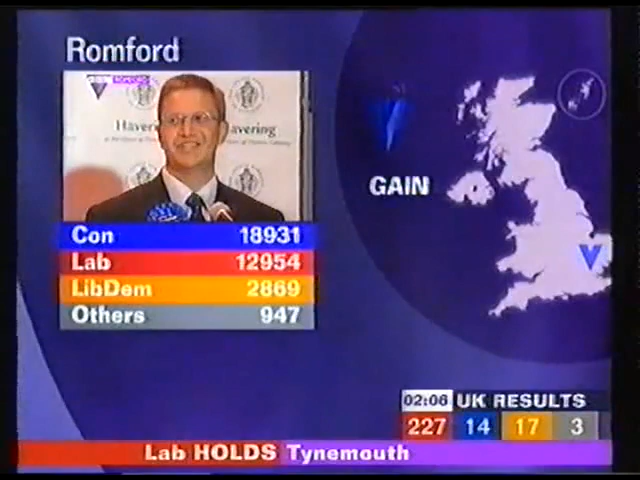 Romford
ROMFORD
Havering
Con 18931
Lab 12954
LibDem 2869
Others 947
GAIN
02:06 UK RESULTS
227 14 17 3
Lab HOLDS Tynemouth